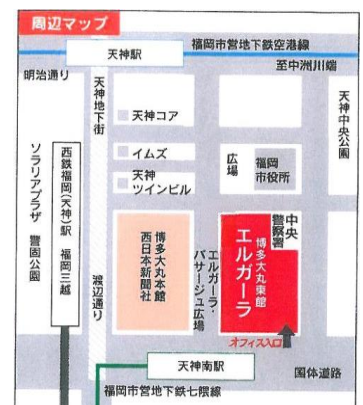 周辺マップ
福岡市営地下鉄空港線
天神駅
至中洲川端
明治通り
天神地下街
天神中央公園
天神コア
イムズ
天神
ツインビル
広場
福岡
市役所
ソラリアプラザ 警固公園
西鉄福岡(天神)駅 福岡三越
渡辺通り
博多大丸本館
西日本新聞社
エルガーラ・
パサージュ広場
中央
警察署
博多大丸東館
エルガーラ
オフィス入口
天神南駅
国体道路
福岡市営地下鉄七隈線